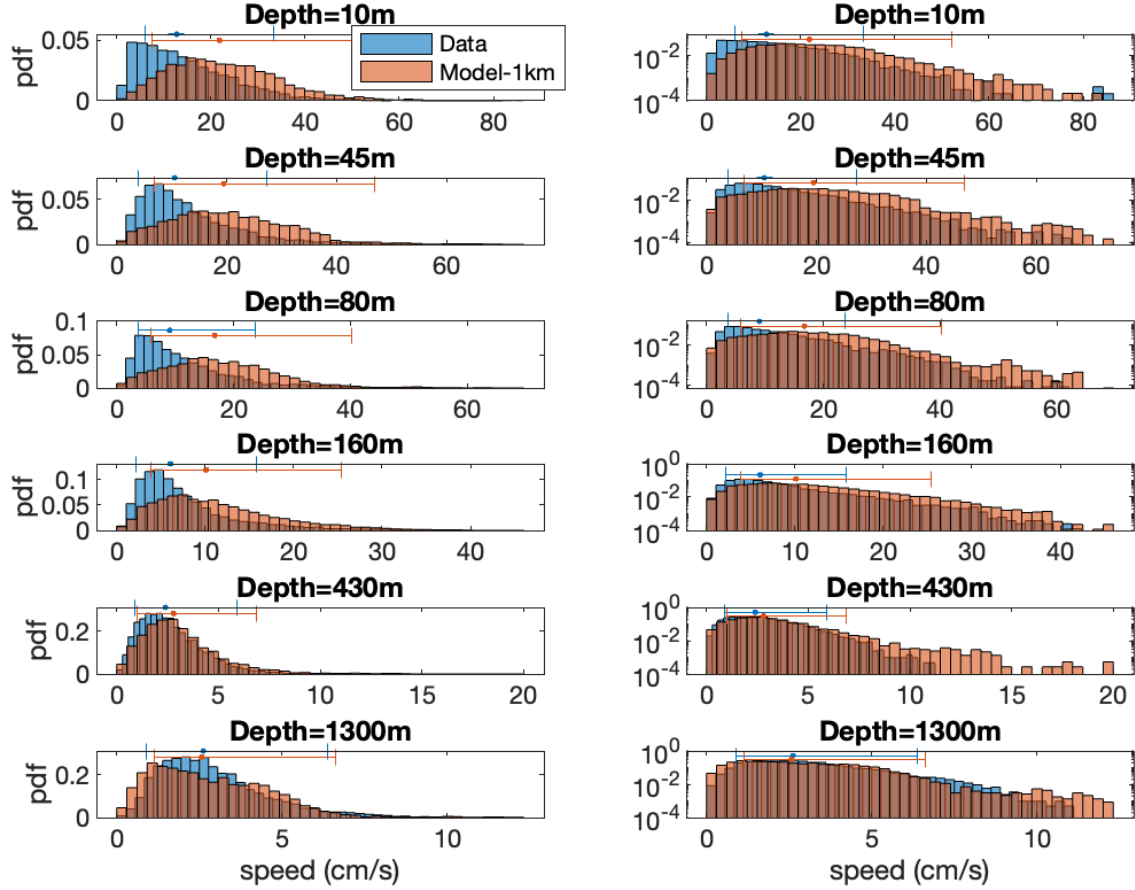 Depth=10m
Depth=10m
Data
Model-1km
pdf
0.05
0
0 20 40 60 80
10⁻²
10⁻⁴
0 20 40 60 80
Depth=45m
Depth=45m
pdf
0.05
0
0 20 40 60
10⁻²
10⁻⁴
0 20 40 60
Depth=80m
Depth=80m
pdf
0.1
0.05
0
0 20 40 60
10⁻²
10⁻⁴
0 20 40 60
Depth=160m
Depth=160m
pdf
0.1
0.05
0
0 10 20 30 40
10⁰
10⁻²
10⁻⁴
0 10 20 30 40
Depth=430m
Depth=430m
pdf
0.2
0
0 5 10 15 20
10⁰
10⁻²
10⁻⁴
0 5 10 15 20
Depth=1300m
Depth=1300m
pdf
0.2
0
0 5 10
10⁰
10⁻²
10⁻⁴
0 5 10
speed (cm/s)
speed (cm/s)